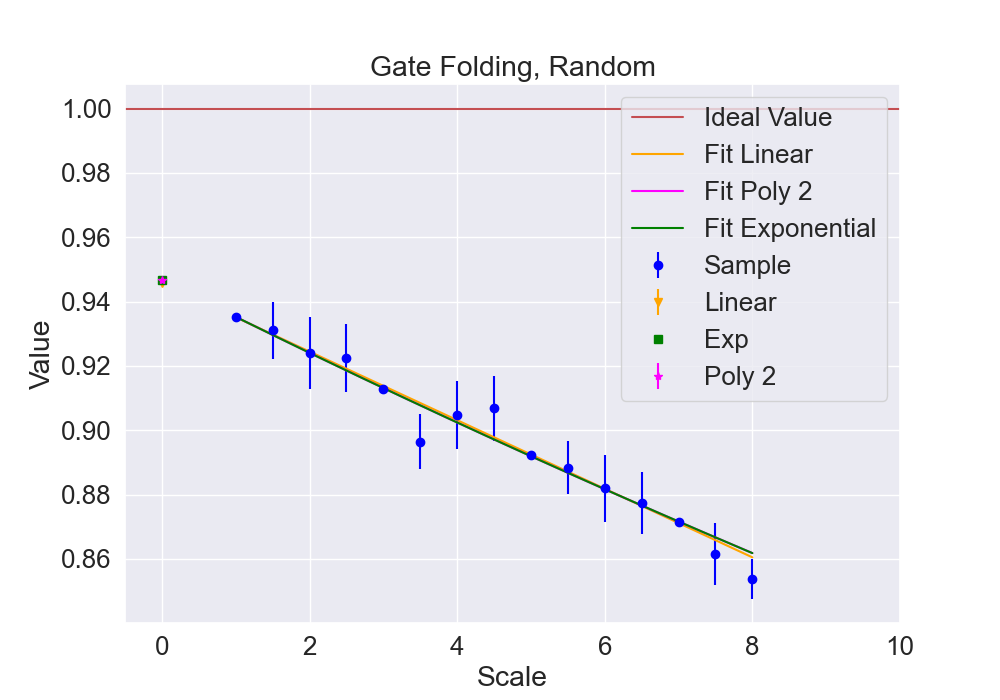 Gate Folding, Random
1.00
0.98
0.96
0.94
0.92
0.90
0.88
0.86
Value
Ideal Value
Fit Linear
Fit Poly 2
Fit Exponential
Sample
Linear
Exp
Poly 2
0 2 4 6 8 10
Scale